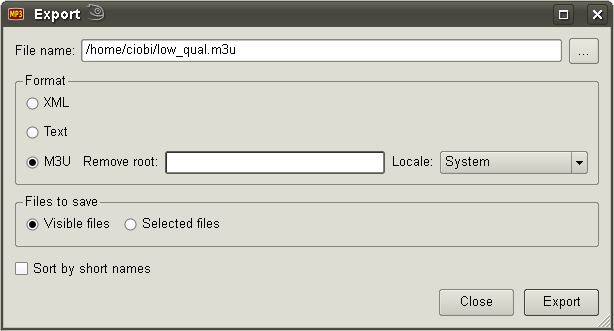 MP3 Export
File name: /home/ciobi/low_qual.m3u ...
Format
XML
Text
M3U Remove root: Locale: System
Files to save
Visible files Selected files
Sort by short names
Close Export